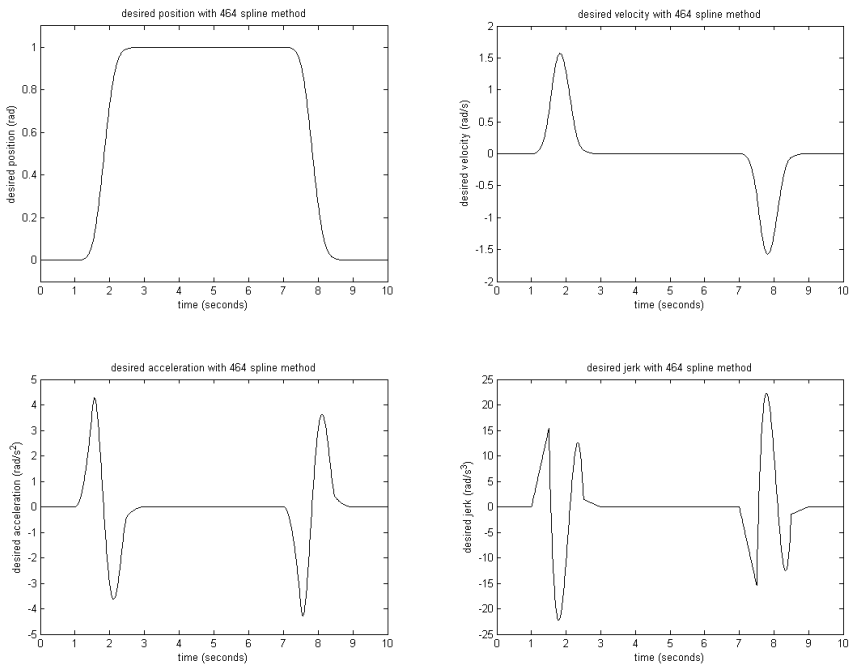 desired position with 464 spline method
1
0.8
0.6
0.4
0.2
0
desired position (rad)
0 1 2 3 4 5 6 7 8 9 10
time (seconds)
desired velocity with 464 spline method
2
1.5
1
0.5
0
-0.5
-1
-1.5
-2
desired velocity (rad/s)
0 1 2 3 4 5 6 7 8 9 10
time (seconds)
desired acceleration with 464 spline method
5
4
3
2
1
0
-1
-2
-3
-4
-5
desired acceleration (rad/s²)
0 1 2 3 4 5 6 7 8 9 10
time (seconds)
desired jerk with 464 spline method
25
20
15
10
5
0
-5
-10
-15
-20
-25
desired jerk (rad/s³)
0 1 2 3 4 5 6 7 8 9 10
time (seconds)